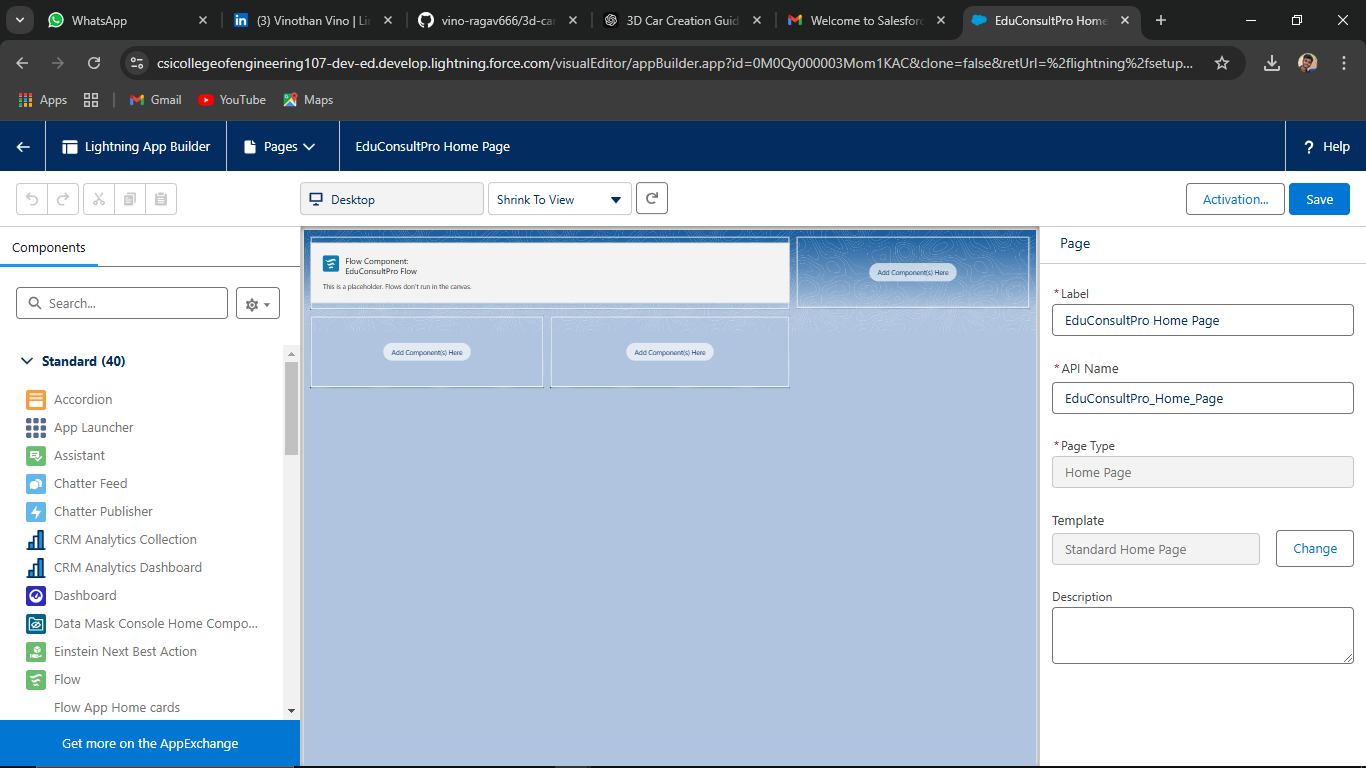 WhatsApp
(3) Vinothan Vino | Li
vino-ragav666/3d-car
3D Car Creation Guid
Welcome to Salesforc
EduConsultPro Home
csicollegeofengineering107-dev-ed.develop.lightning.force.com/visualEditor/appBuilder.app?id=0M0Qy000003Mom1KAC&clone=false&retUrl=%2flightning%2fsetup...
Apps
Gmail
YouTube
Maps
Lightning App Builder
Pages
EduConsultPro Home Page
? Help
Desktop
Shrink To View
Activation...
Save
Components
Search...
Standard (40)
Accordion
App Launcher
Assistant
Chatter Feed
Chatter Publisher
CRM Analytics Collection
CRM Analytics Dashboard
Dashboard
Data Mask Console Home Compo...
Einstein Next Best Action
Flow
Flow App Home cards
Get more on the AppExchange
Flow Component:
EduConsultPro Flow
This is a placeholder. Flows don't run in the canvas.
Add Component(s) Here
Add Component(s) Here
Add Component(s) Here
Page
*Label
EduConsultPro Home Page
*API Name
EduConsultPro_Home_Page
*Page Type
Home Page
Template
Standard Home Page
Change
Description